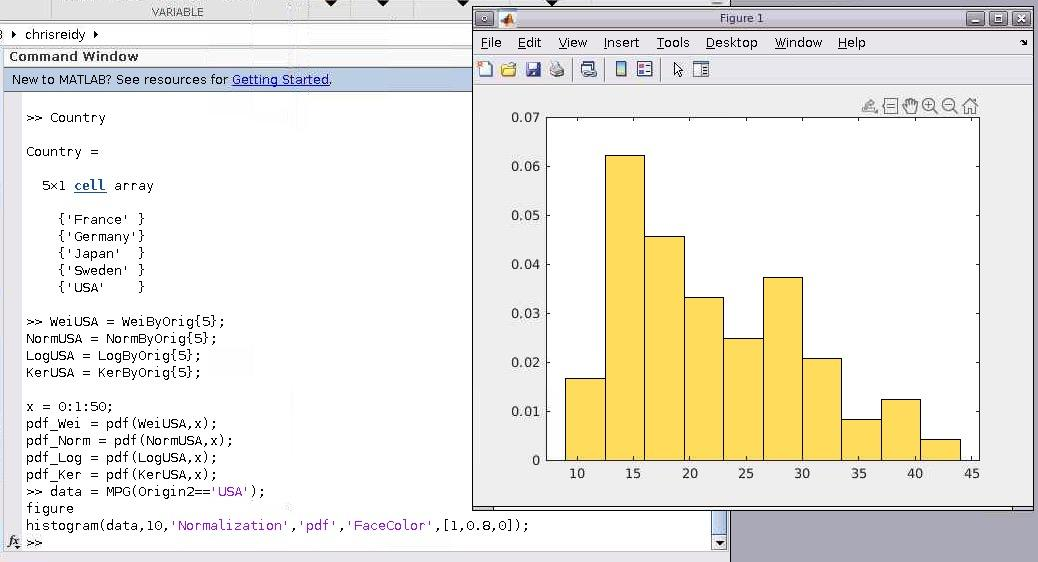 VARIABLE
chrisreidy
Command Window
New to MATLAB? See resources for Getting Started.
>> Country
Country =
5×1 cell array
{'France' }
{'Germany'}
{'Japan'  }
{'Sweden' }
{'USA'    }
>> WeiUSA = WeiByOrig{5};
NormUSA = NormByOrig{5};
LogUSA = LogByOrig{5};
KerUSA = KerByOrig{5};
x = 0:1:50;
pdf_Wei = pdf(WeiUSA,x);
pdf_Norm = pdf(NormUSA,x);
pdf_Log = pdf(LogUSA,x);
pdf_Ker = pdf(KerUSA,x);
>> data = MPG(Origin2=='USA');
figure
histogram(data,10,'Normalization','pdf','FaceColor',[1,0.8,0]);
fx >>
Figure 1
File Edit View Insert Tools Desktop Window Help
0.07
0.06
0.05
0.04
0.03
0.02
0.01
0
10 15 20 25 30 35 40 45